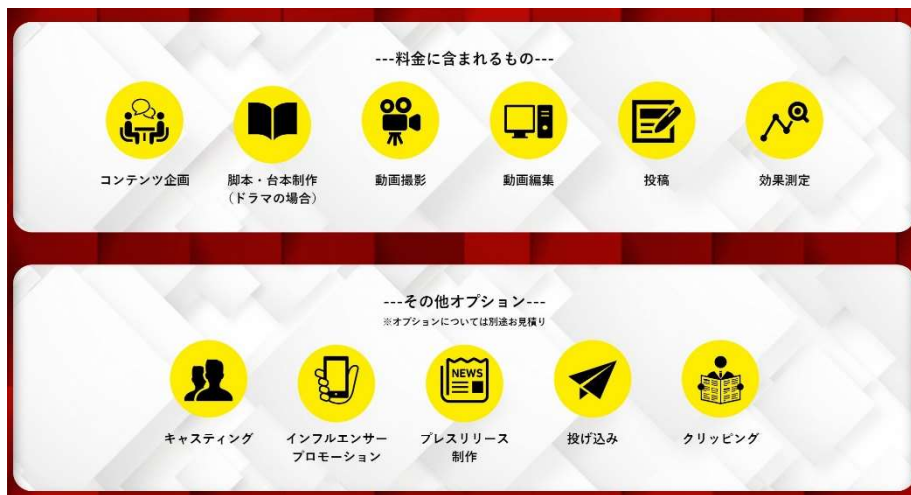 ---料金に含まれるもの---
コンテンツ企画
脚本・台本制作
（ドラマの場合）
動画撮影
動画編集
投稿
効果測定
---その他オプション---
※オプションについては別途お見積り
NEWS
キャスティング
インフルエンサー
プロモーション
プレスリリース
制作
投げ込み
クリッピング